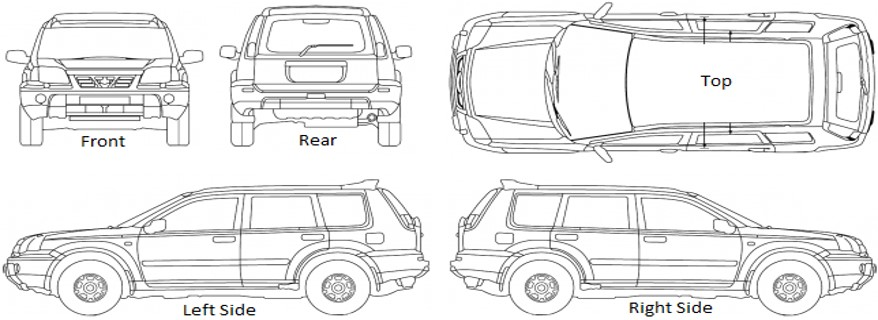 Front
Rear
Top
Left Side
Right Side